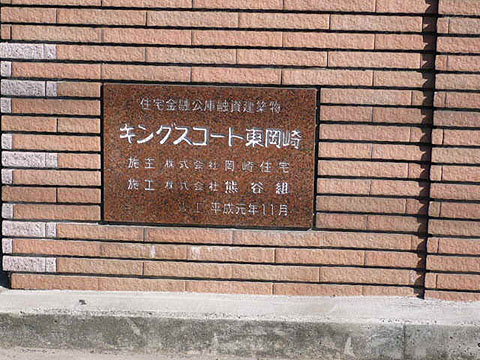 住宅金融公庫融資建築物
キングスコート東岡崎
施主 株式会社 岡崎住宅
施工 株式会社 熊谷組
工 平成元年11月